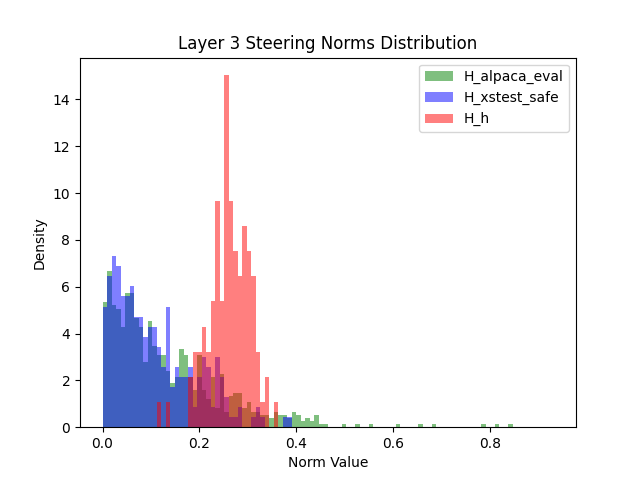 Layer 3 Steering Norms Distribution
H_alpaca_eval
H_xstest_safe
H_h
Density
14
12
10
8
6
4
2
0
0.0 0.2 0.4 0.6 0.8
Norm Value